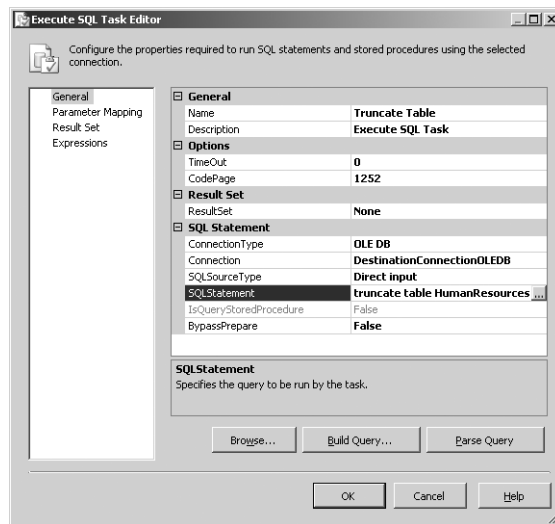 Execute SQL Task Editor
Configure the properties required to run SQL statements and stored procedures using the selected
connection.
General
Parameter Mapping
Result Set
Expressions
General
Name Truncate Table
Description Execute SQL Task
Options
TimeOut 0
CodePage 1252
Result Set
ResultSet None
SQL Statement
ConnectionType OLE DB
Connection DestinationConnectionOLEDB
SQLSourceType Direct input
SQLStatement truncate table HumanResources ...
IsQueryStoredProcedure False
BypassPrepare False
SQLStatement
Specifies the query to be run by the task.
Browse... Build Query... Parse Query
OK Cancel Help